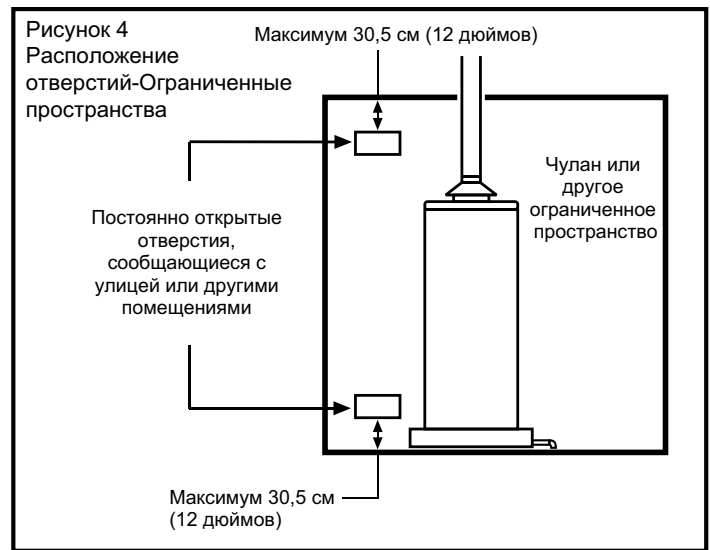 Рисунок 4
Расположение
отверстий-Ограниченные
пространства
Максимум 30,5 см (12 дюймов)
Чулан или
другое
ограниченное
пространство
Постоянно открытые
отверстия,
сообщающиеся с
улицей или другими
помещениями
Максимум 30,5 см
(12 дюймов)